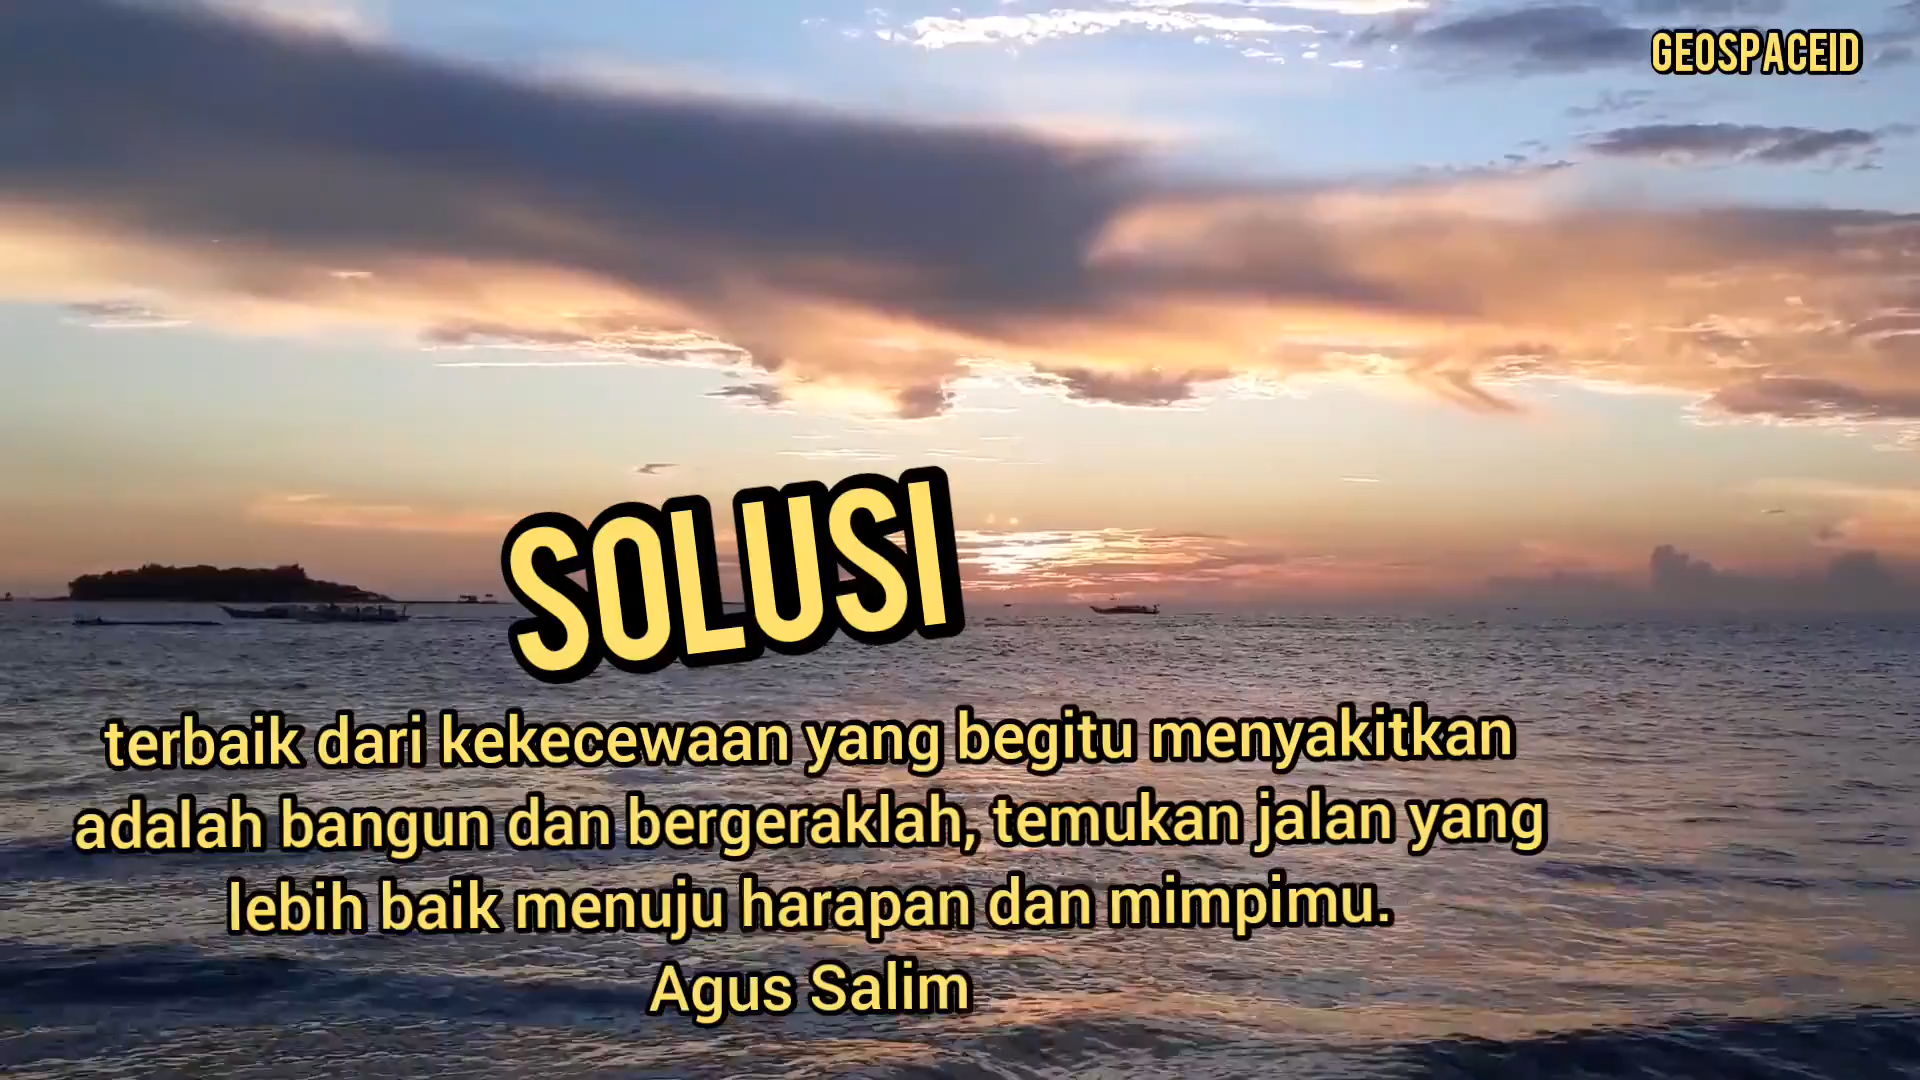 GEOSPACEID
SOLUSI
terbaik dari kekecewaan yang begitu menyakitkan
adalah bangun dan bergeraklah, temukan jalan yang
lebih baik menuju harapan dan mimpimu.
Agus Salim